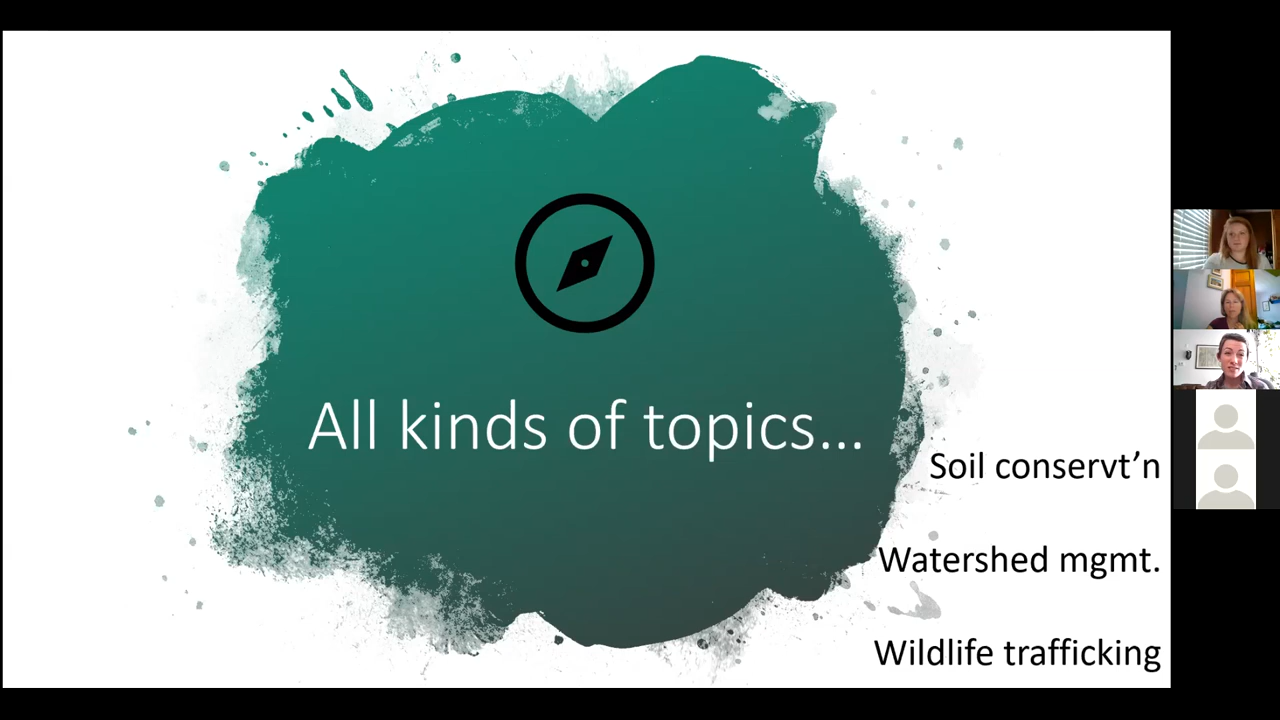 All kinds of topics...
Soil conservt’n
Watershed mgmt.
Wildlife trafficking